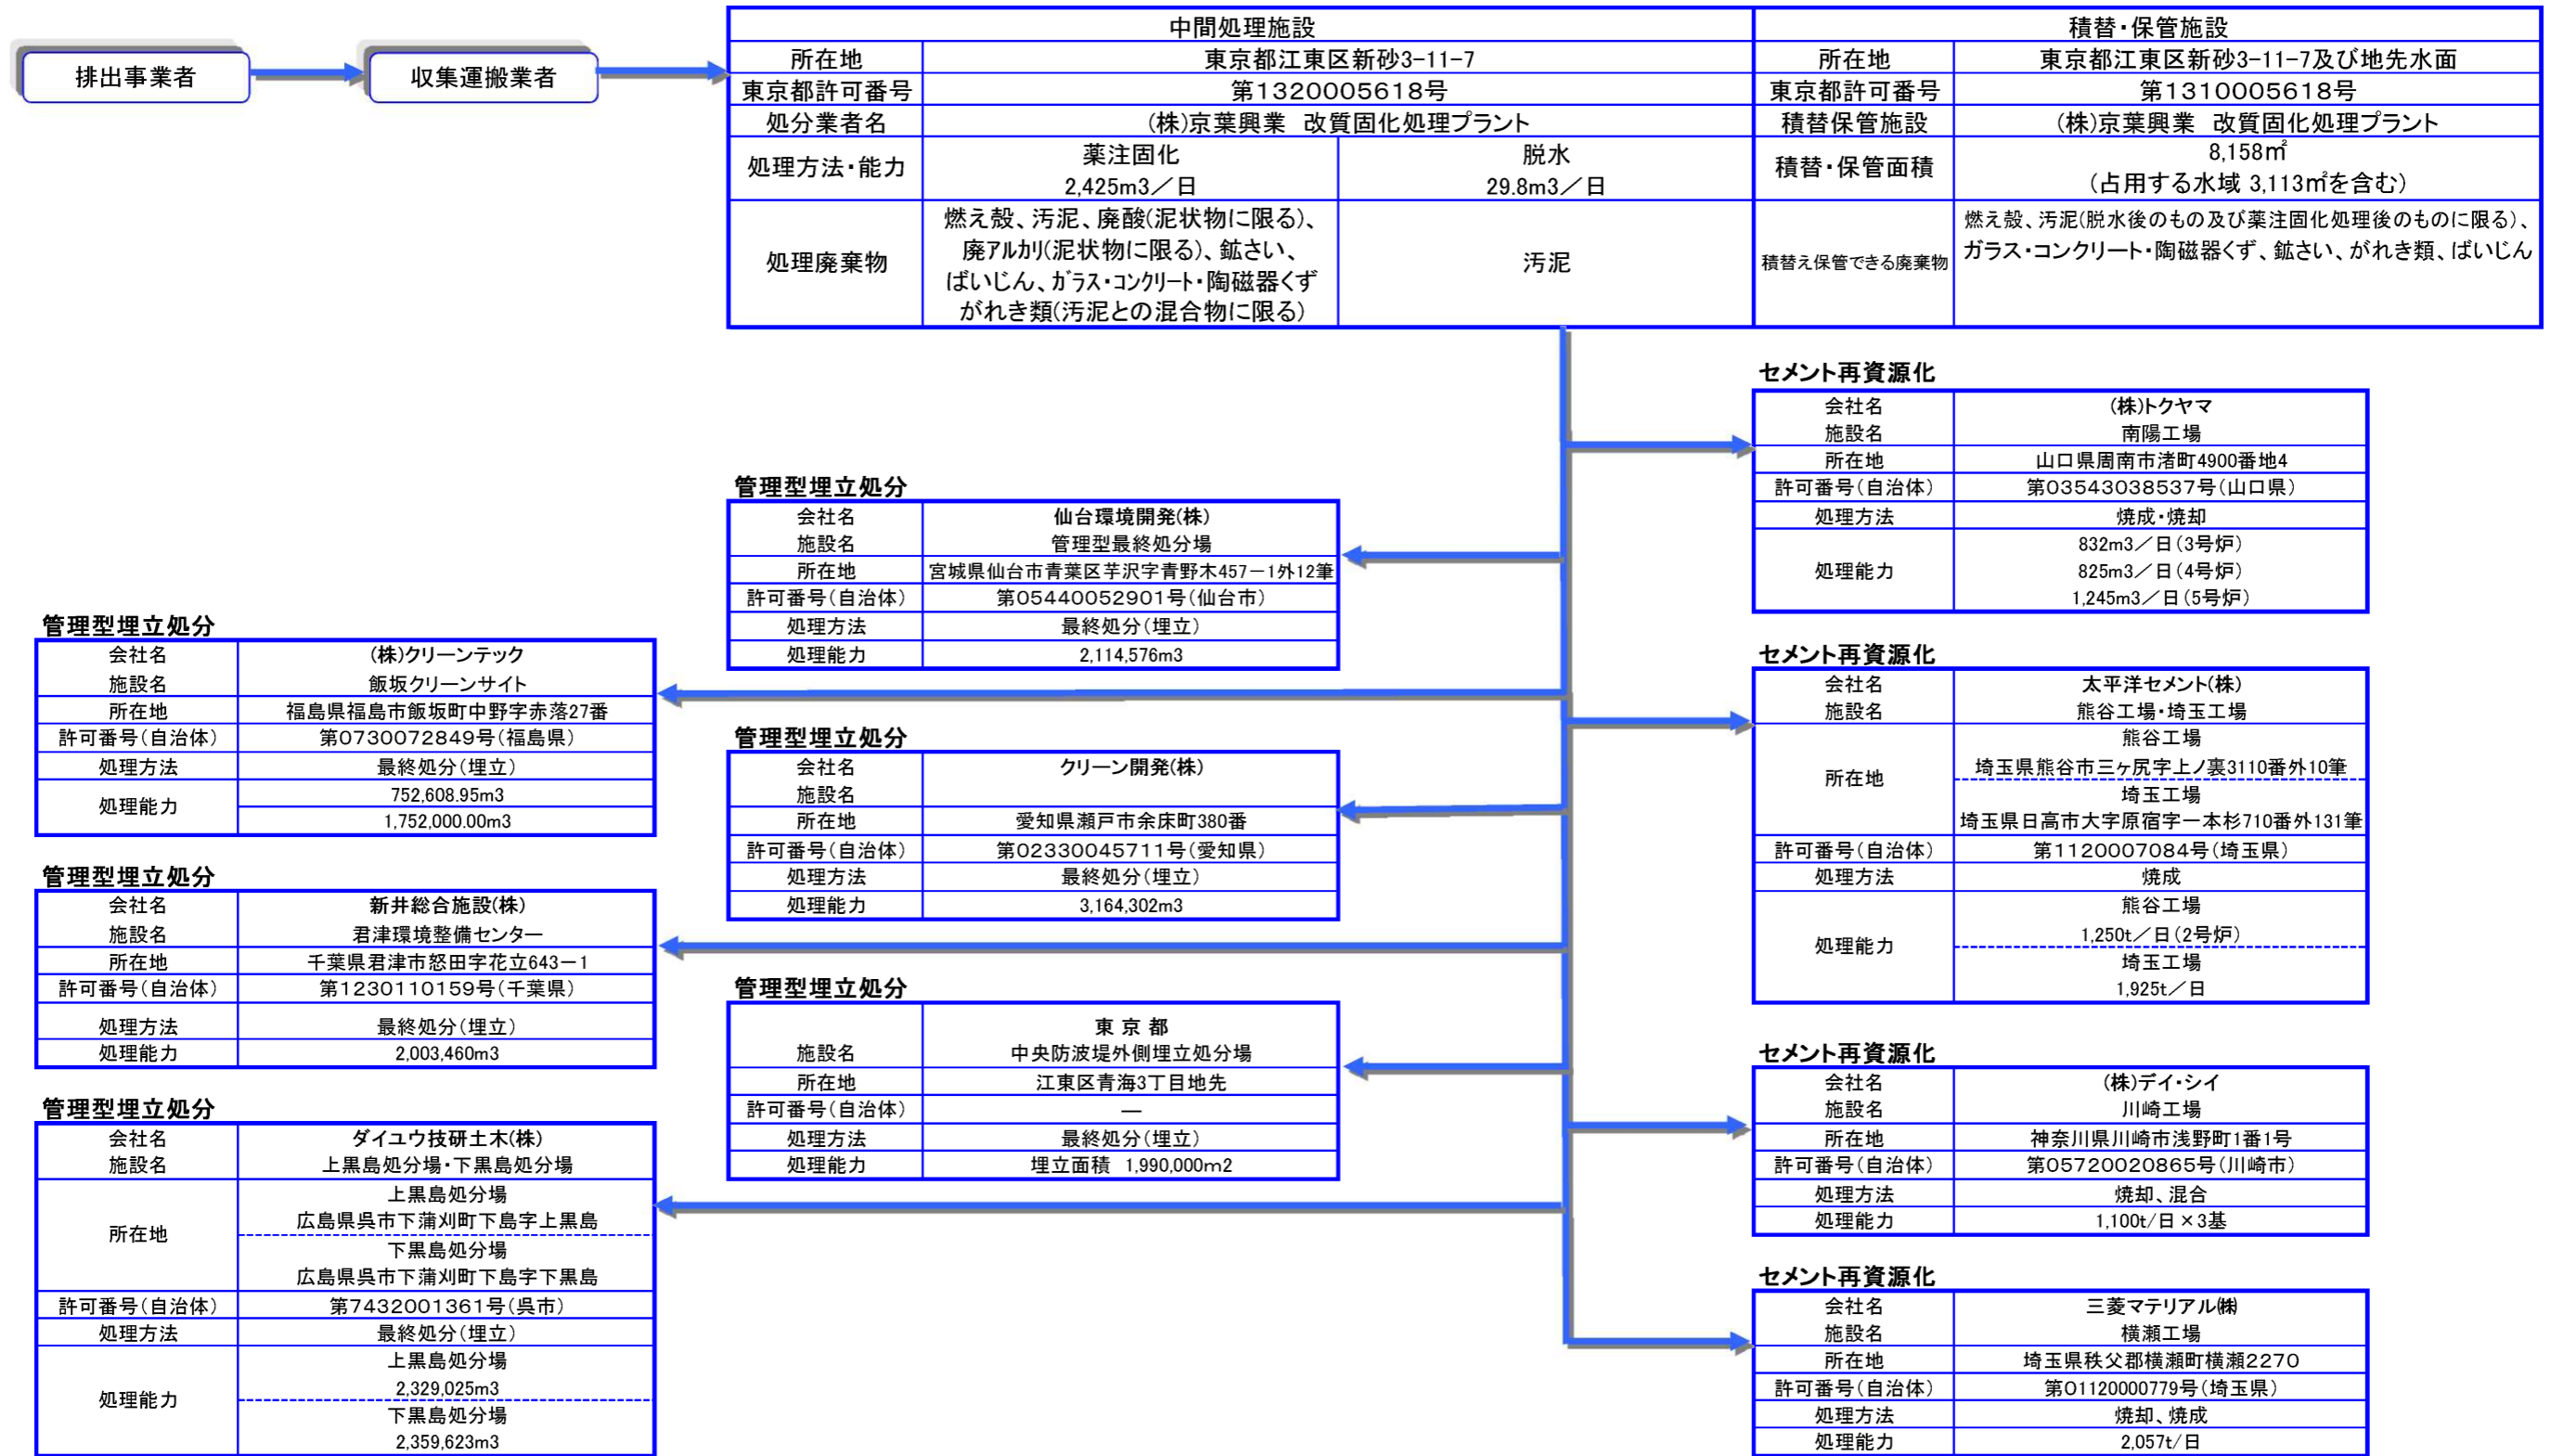 排出事業者
収集運搬業者
中間処理施設 積替・保管施設
所在地 東京都江東区新砂3-11-7 所在地 東京都江東区新砂3-11-7及び地先水面
東京都許可番号 第1320005618号 東京都許可番号 第1310005618号
処分業者名 (株)京葉興業 改質固化処理プラント 積替保管施設 (株)京葉興業 改質固化処理プラント
処理方法・能力 薬注固化 脱水 積替・保管面積 8,158㎡
2,425m3/日 29.8m3/日 (占用する水域 3,113㎡を含む)
処理廃棄物
燃え殻、汚泥、廃酸(泥状物に限る)、
廃アルカリ(泥状物に限る)、鉱さい、
ばいじん、ガラス・コンクリート・陶磁器くず
がれき類(汚泥との混合物に限る)
汚泥
積替え保管できる廃棄物
燃え殻、汚泥(脱水後のもの及び薬注固化処理後のものに限る)、
ガラス・コンクリート・陶磁器くず、鉱さい、がれき類、ばいじん
セメント再資源化
会社名 (株)トクヤマ
施設名 南陽工場
所在地 山口県周南市渚町4900番地4
許可番号(自治体) 第03543038537号(山口県)
処理方法 焼成・焼却
処理能力
832m3/日(3号炉)
825m3/日(4号炉)
1,245m3/日(5号炉)
管理型埋立処分
会社名 仙台環境開発(株)
施設名 管理型最終処分場
所在地 宮城県仙台市青葉区芋沢字青野木457-1外12筆
許可番号(自治体) 第05440052901号(仙台市)
処理方法 最終処分(埋立)
処理能力 2,114,576m3
管理型埋立処分
会社名 (株)クリーンテック
施設名 飯坂クリーンサイト
所在地 福島県福島市飯坂町中野字赤落27番
許可番号(自治体) 第0730072849号(福島県)
処理方法 最終処分(埋立)
処理能力
752,608.95m3
1,752,000.00m3
セメント再資源化
会社名 太平洋セメント(株)
施設名 熊谷工場・埼玉工場
所在地
熊谷工場
埼玉県熊谷市三ヶ尻字上ノ裏3110番外10筆
埼玉工場
埼玉県日高市大字原宿字一本杉710番外131筆
許可番号(自治体) 第1120007084号(埼玉県)
処理方法 焼成
処理能力
熊谷工場
1,250t/日(2号炉)
埼玉工場
1,925t/日
管理型埋立処分
会社名 クリーン開発(株)
施設名
所在地 愛知県瀬戸市余床町380番
許可番号(自治体) 第02330045711号(愛知県)
処理方法 最終処分(埋立)
処理能力 3,164,302m3
管理型埋立処分
会社名 新井総合施設(株)
施設名 君津環境整備センター
所在地 千葉県君津市怒田字花立643-1
許可番号(自治体) 第1230110159号(千葉県)
処理方法 最終処分(埋立)
処理能力 2,003,460m3
管理型埋立処分
東 京 都
施設名 中央防波堤外側埋立処分場
所在地 江東区青海3丁目地先
許可番号(自治体) ―
処理方法 最終処分(埋立)
処理能力 埋立面積 1,990,000m2
セメント再資源化
会社名 (株)デイ・シイ
施設名 川崎工場
所在地 神奈川県川崎市浅野町1番1号
許可番号(自治体) 第05720020865号(川崎市)
処理方法 焼却、混合
処理能力 1,100t/日×3基
管理型埋立処分
会社名 ダイユウ技研土木(株)
施設名 上黒島処分場・下黒島処分場
所在地
上黒島処分場
広島県呉市下蒲刈町下島字上黒島
下黒島処分場
広島県呉市下蒲刈町下島字下黒島
許可番号(自治体) 第7432001361号(呉市)
処理方法 最終処分(埋立)
処理能力
上黒島処分場
2,329,025m3
下黒島処分場
2,359,623m3
セメント再資源化
会社名 三菱マテリアル㈱
施設名 横瀬工場
所在地 埼玉県秩父郡横瀬町横瀬2270
許可番号(自治体) 第01120000779号(埼玉県)
処理方法 焼却、焼成
処理能力 2,057t/日